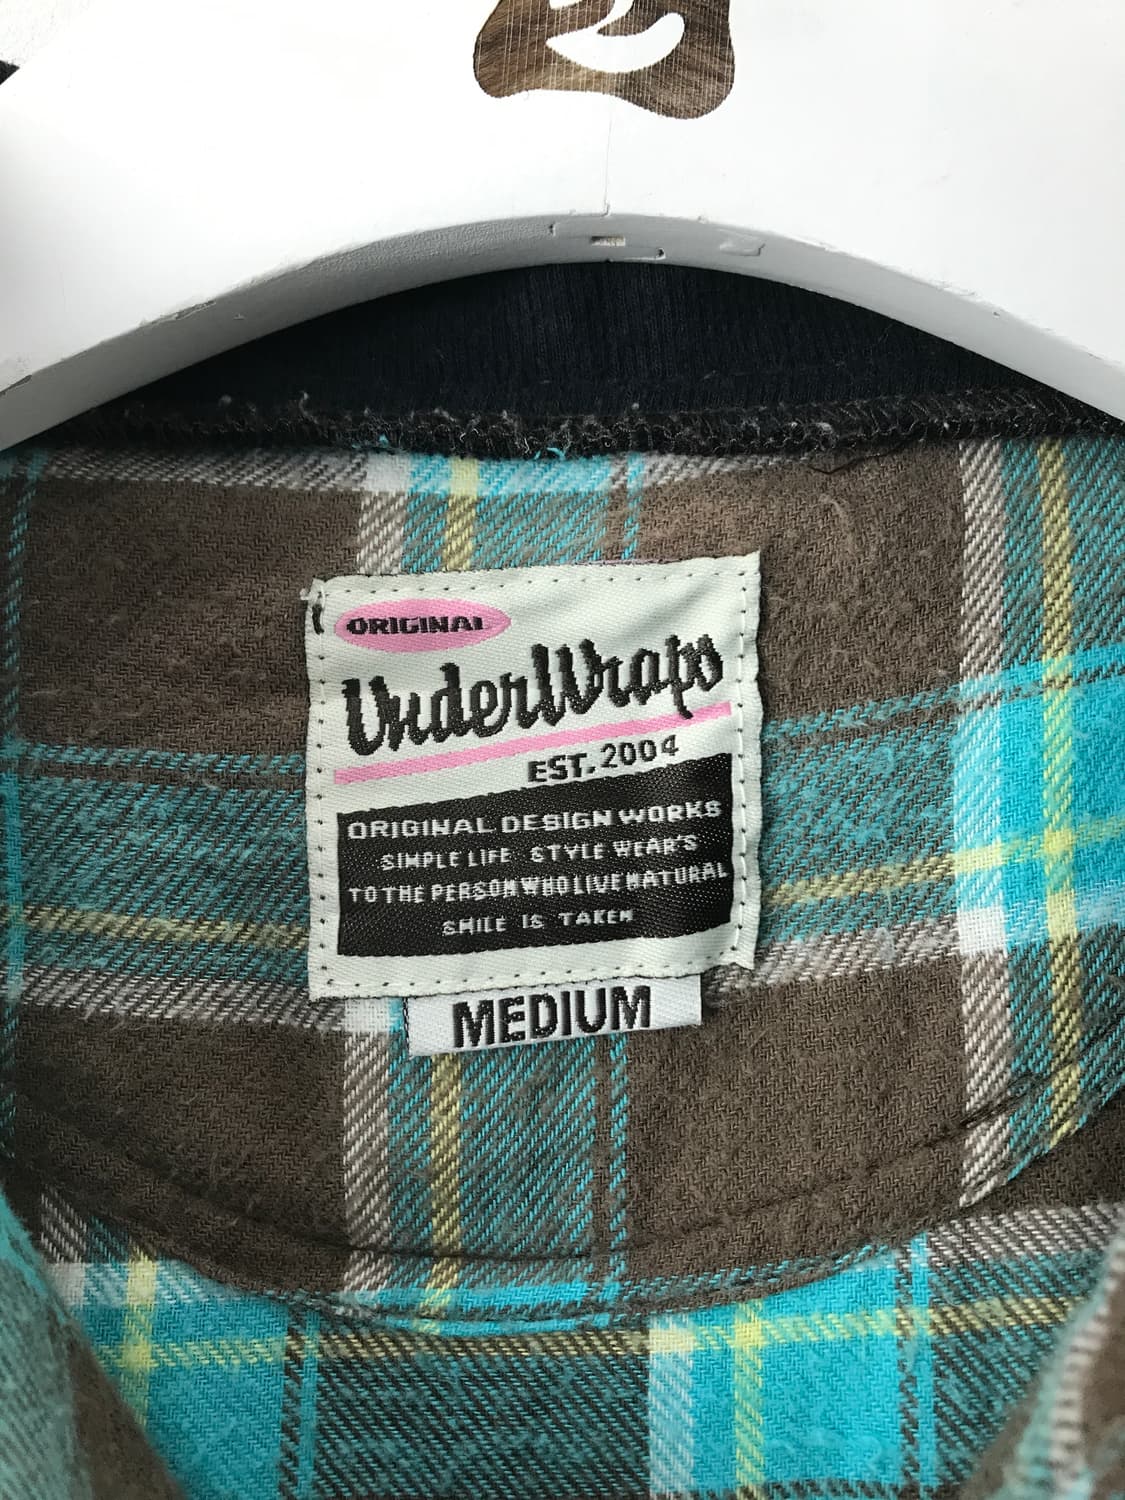 ORIGINAL
UnderWraps
EST. 2004
ORIGINAL DESIGN WORKS
SIMPLE LIFE STYLE WEAR'S
TO THE PERSON WHO LIVE NATURAL
SMILE IS TAKEN
MEDIUM